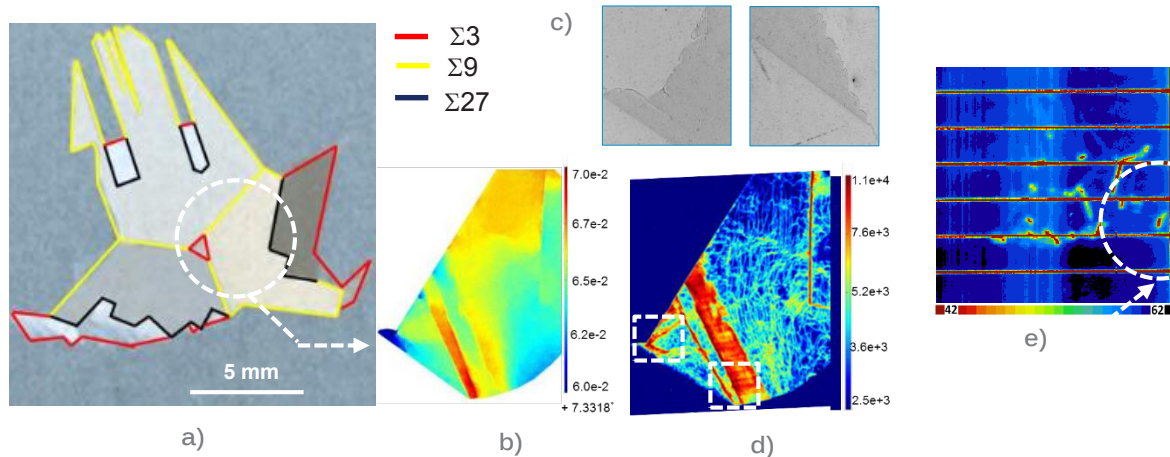 c)
Σ3
Σ9
Σ27
5 mm
a)
7.0e-2
6.7e-2
6.5e-2
6.2e-2
6.0e-2
+ 7.3318°
b)
1.1e+4
7.6e+3
5.2e+3
3.6e+3
2.5e+3
d)
42
62
e)